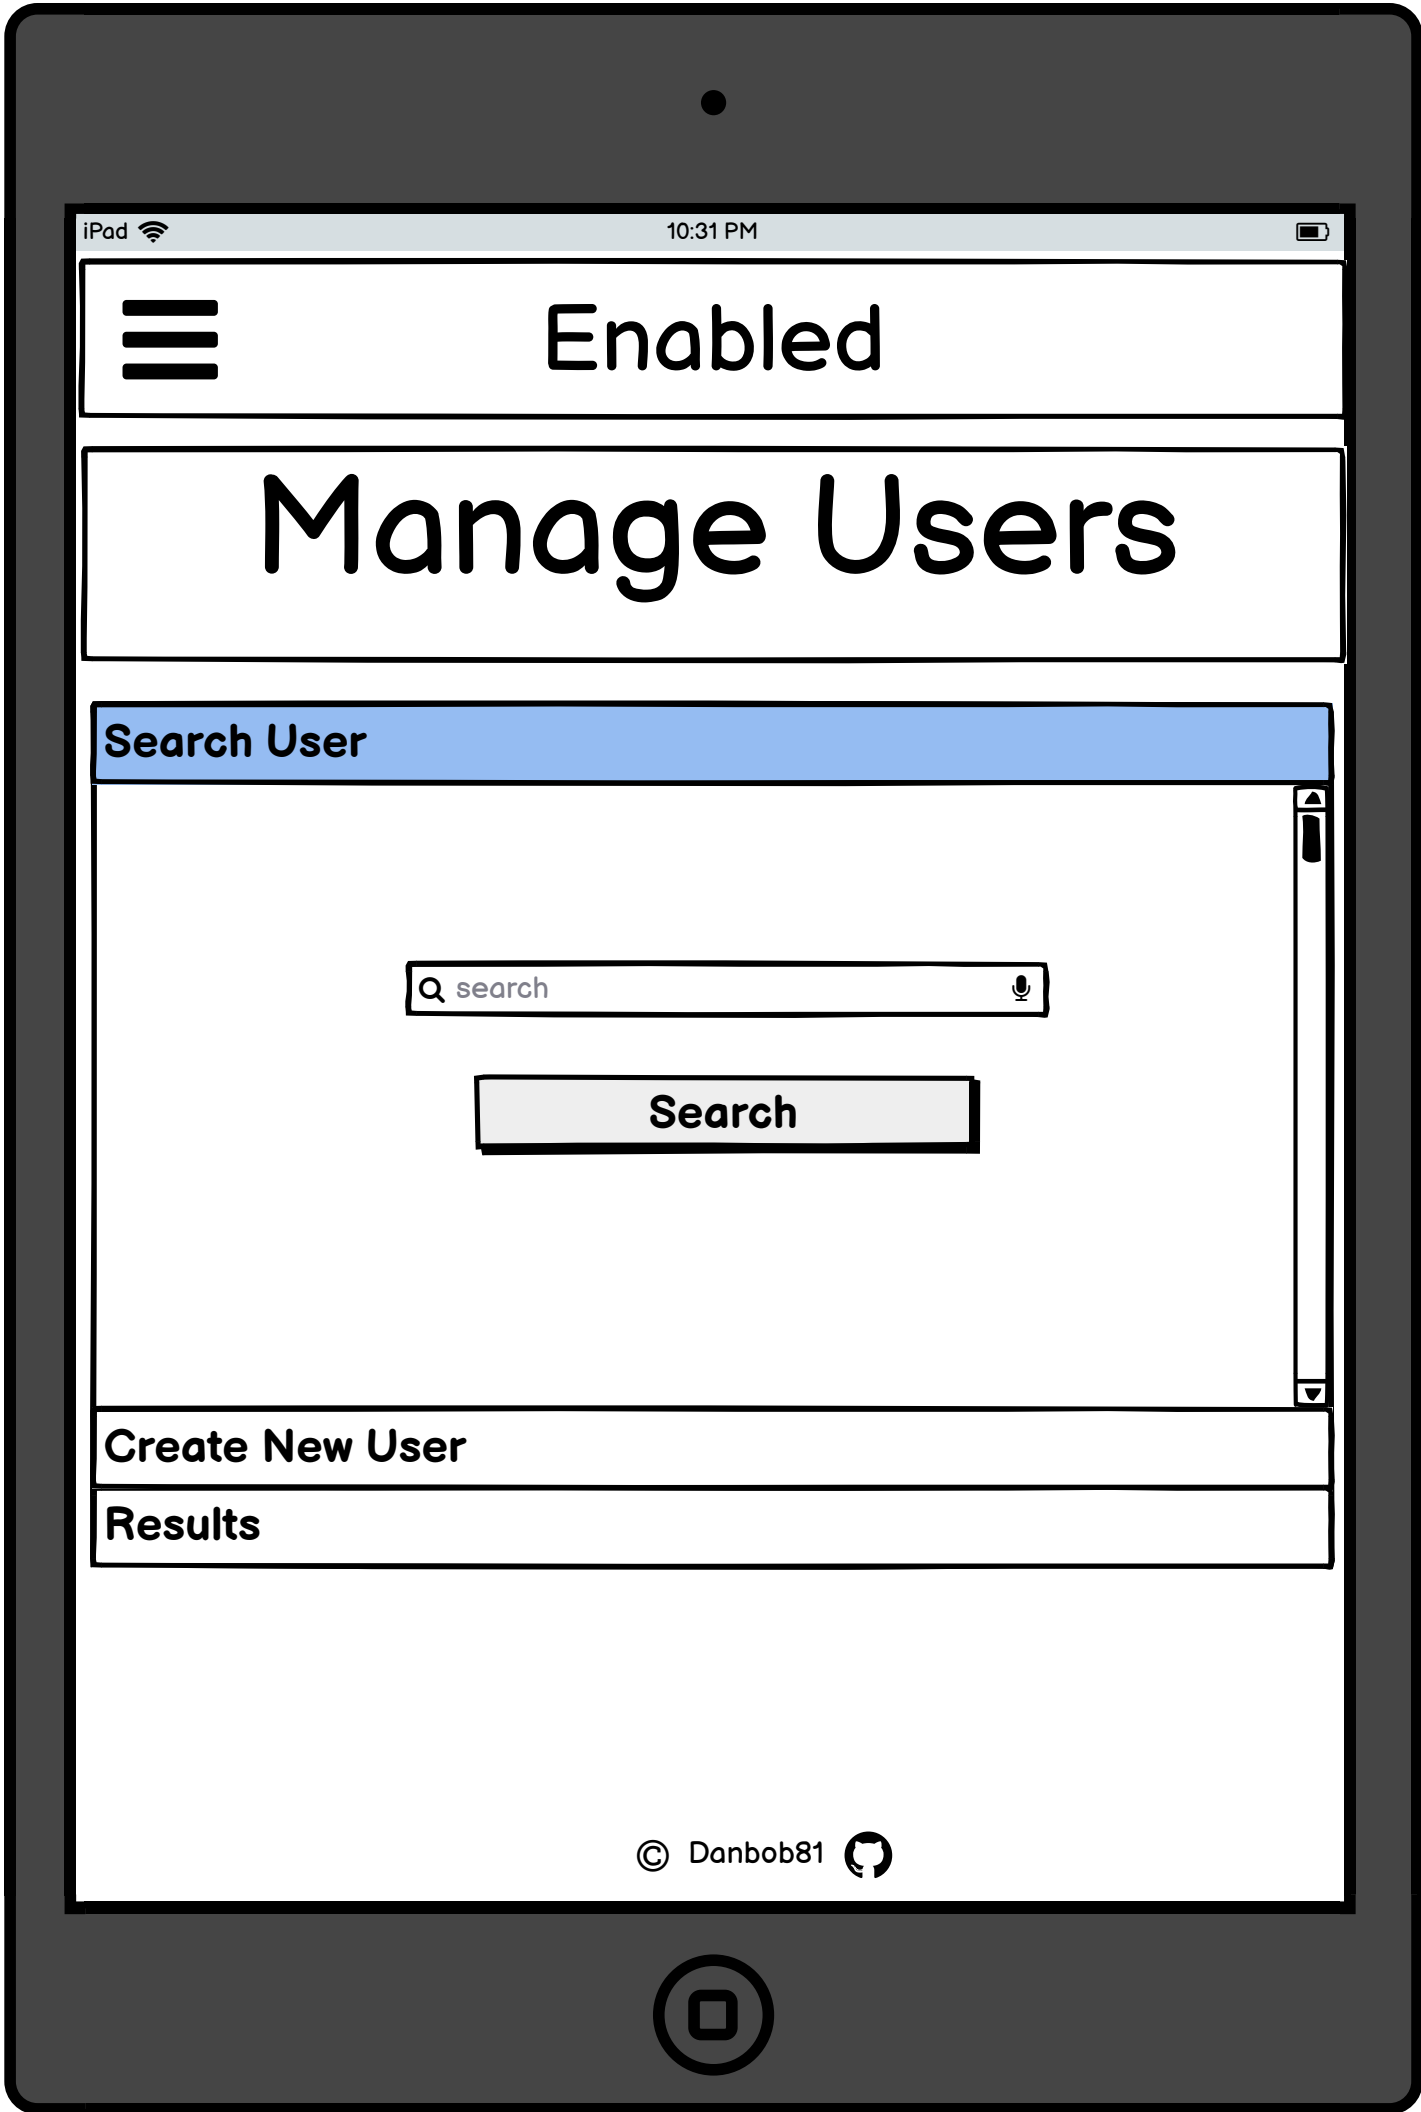 iPad 10:31 PM
Enabled
Manage Users
Search User
search
Search
Create New User
Results
© Danbob81